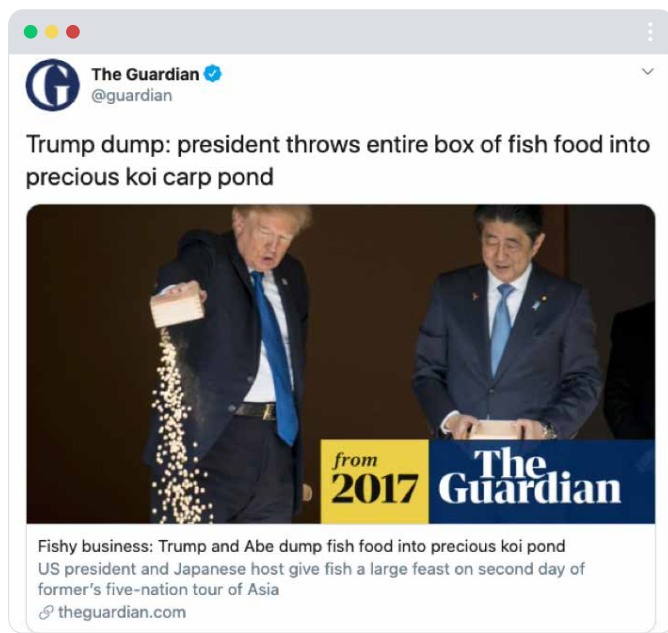 The Guardian
@guardian
Trump dump: president throws entire box of fish food into
precious koi carp pond
from
2017
The
Guardian
Fishy business: Trump and Abe dump fish food into precious koi pond
US president and Japanese host give fish a large feast on second day of
former's five-nation tour of Asia
theguardian.com